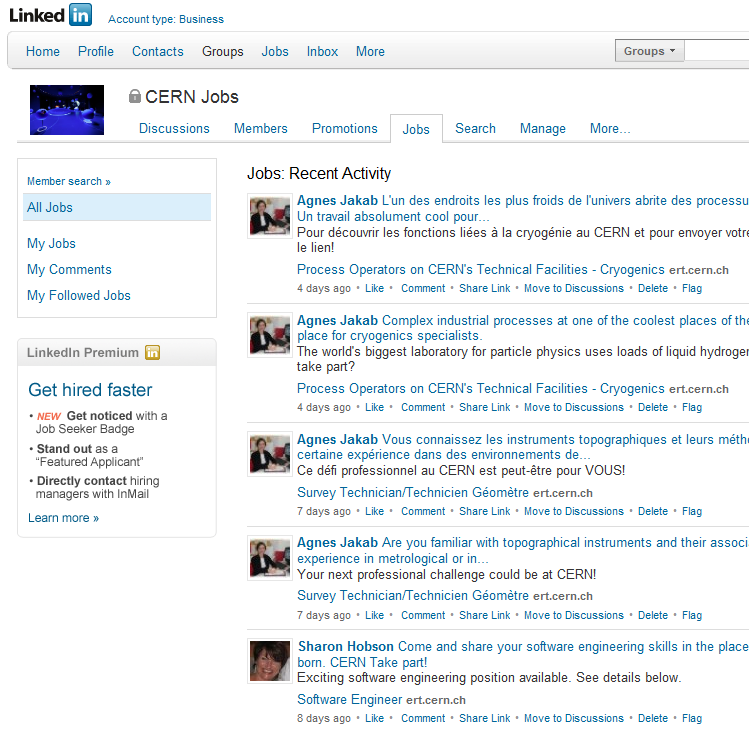 Linked in Account type: Business
Home Profile Contacts Groups Jobs Inbox More Groups
CERN Jobs
Discussions Members Promotions Jobs Search Manage More...
Member search »
All Jobs
My Jobs
My Comments
My Followed Jobs
LinkedIn Premium in
Get hired faster
• NEW Get noticed with a
Job Seeker Badge
• Stand out as a
“Featured Applicant”
• Directly contact hiring
managers with InMail
Learn more »
Jobs: Recent Activity
Agnes Jakab L'un des endroits les plus froids de l'univers abrite des processu
Un travail absolument cool pour...
Pour découvrir les fonctions liées à la cryogénie au CERN et pour envoyer votre
le lien!
Process Operators on CERN's Technical Facilities - Cryogenics ert.cern.ch
4 days ago • Like • Comment • Share Link • Move to Discussions • Delete • Flag
Agnes Jakab Complex industrial processes at one of the coolest places of the
place for cryogenics specialists.
The world's biggest laboratory for particle physics uses loads of liquid hydroger
take part?
Process Operators on CERN's Technical Facilities - Cryogenics ert.cern.ch
4 days ago • Like • Comment • Share Link • Move to Discussions • Delete • Flag
Agnes Jakab Vous connaissez les instruments topographiques et leurs méth
certaine expérience dans des environnements de...
Ce défi professionnel au CERN est peut-être pour VOUS!
Survey Technician/Technicien Géomètre ert.cern.ch
7 days ago • Like • Comment • Share Link • Move to Discussions • Delete • Flag
Agnes Jakab Are you familiar with topographical instruments and their associ
experience in metrological or in...
Your next professional challenge could be at CERN!
Survey Technician/Technicien Géomètre ert.cern.ch
7 days ago • Like • Comment • Share Link • Move to Discussions • Delete • Flag
Sharon Hobson Come and share your software engineering skills in the place
born. CERN Take part!
Exciting software engineering position available. See details below.
Software Engineer ert.cern.ch
8 days ago • Like • Comment • Share Link • Move to Discussions • Delete • Flag